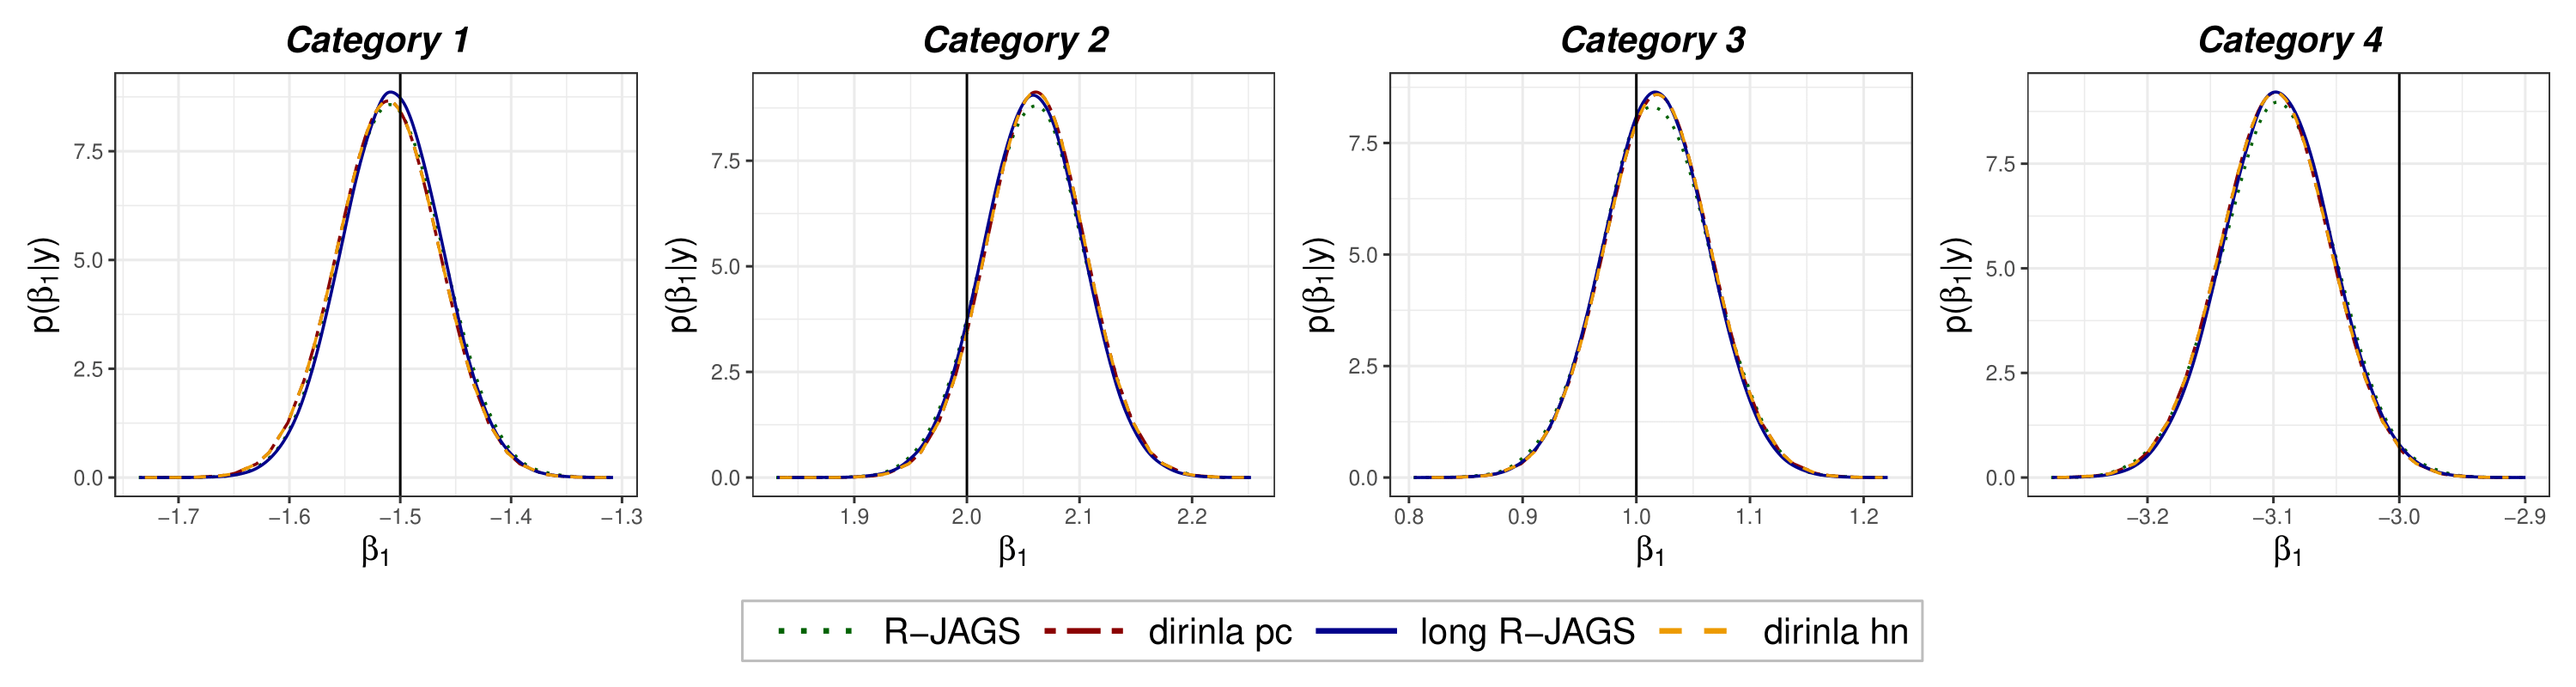 Category 1
Category 2
Category 3
Category 4
p(β1|y)
7.5
5.0
2.5
0.0
−1.7 −1.6 −1.5 −1.4 −1.3
β1
p(β1|y)
7.5
5.0
2.5
0.0
1.9 2.0 2.1 2.2
β1
p(β1|y)
7.5
5.0
2.5
0.0
0.8 0.9 1.0 1.1 1.2
β1
p(β1|y)
7.5
5.0
2.5
0.0
−3.2 −3.1 −3.0 −2.9
β1
R−JAGS dirinla pc long R−JAGS dirinla hn